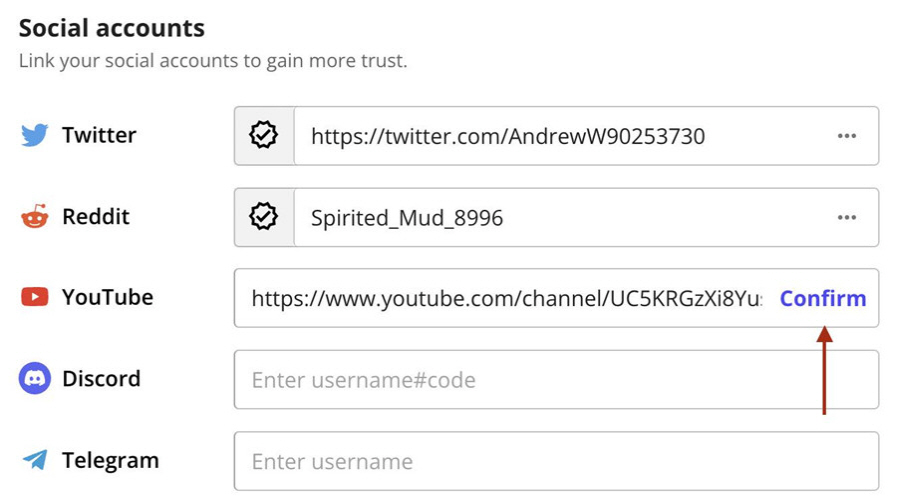 Social accounts
Link your social accounts to gain more trust.
Twitter https://twitter.com/AndrewW90253730 •••
Reddit Spirited_Mud_8996 •••
YouTube https://www.youtube.com/channel/UC5KRGzXi8Yu Confirm
Discord Enter username#code
Telegram Enter username